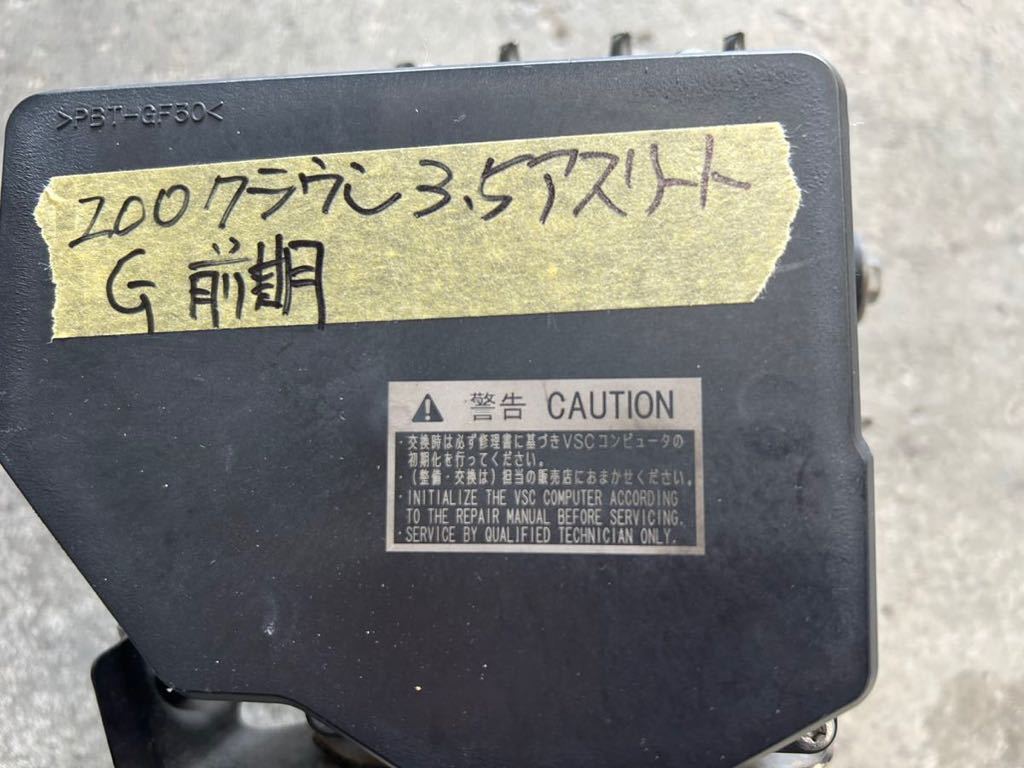 >PBT-GF30<
200クラウン3.5アスリート
G 前期
警告 CAUTION
・交換時は必ず修理書に基づきVSCコンピュータの
初期化を行ってください。
・(整備・交換は)担当の販売店におまかせください。
・INITIALIZE THE VSC COMPUTER ACCORDING
TO THE REPAIR MANUAL BEFORE SERVICING.
・SERVICE BY QUALIFIED TECHNICIAN ONLY.